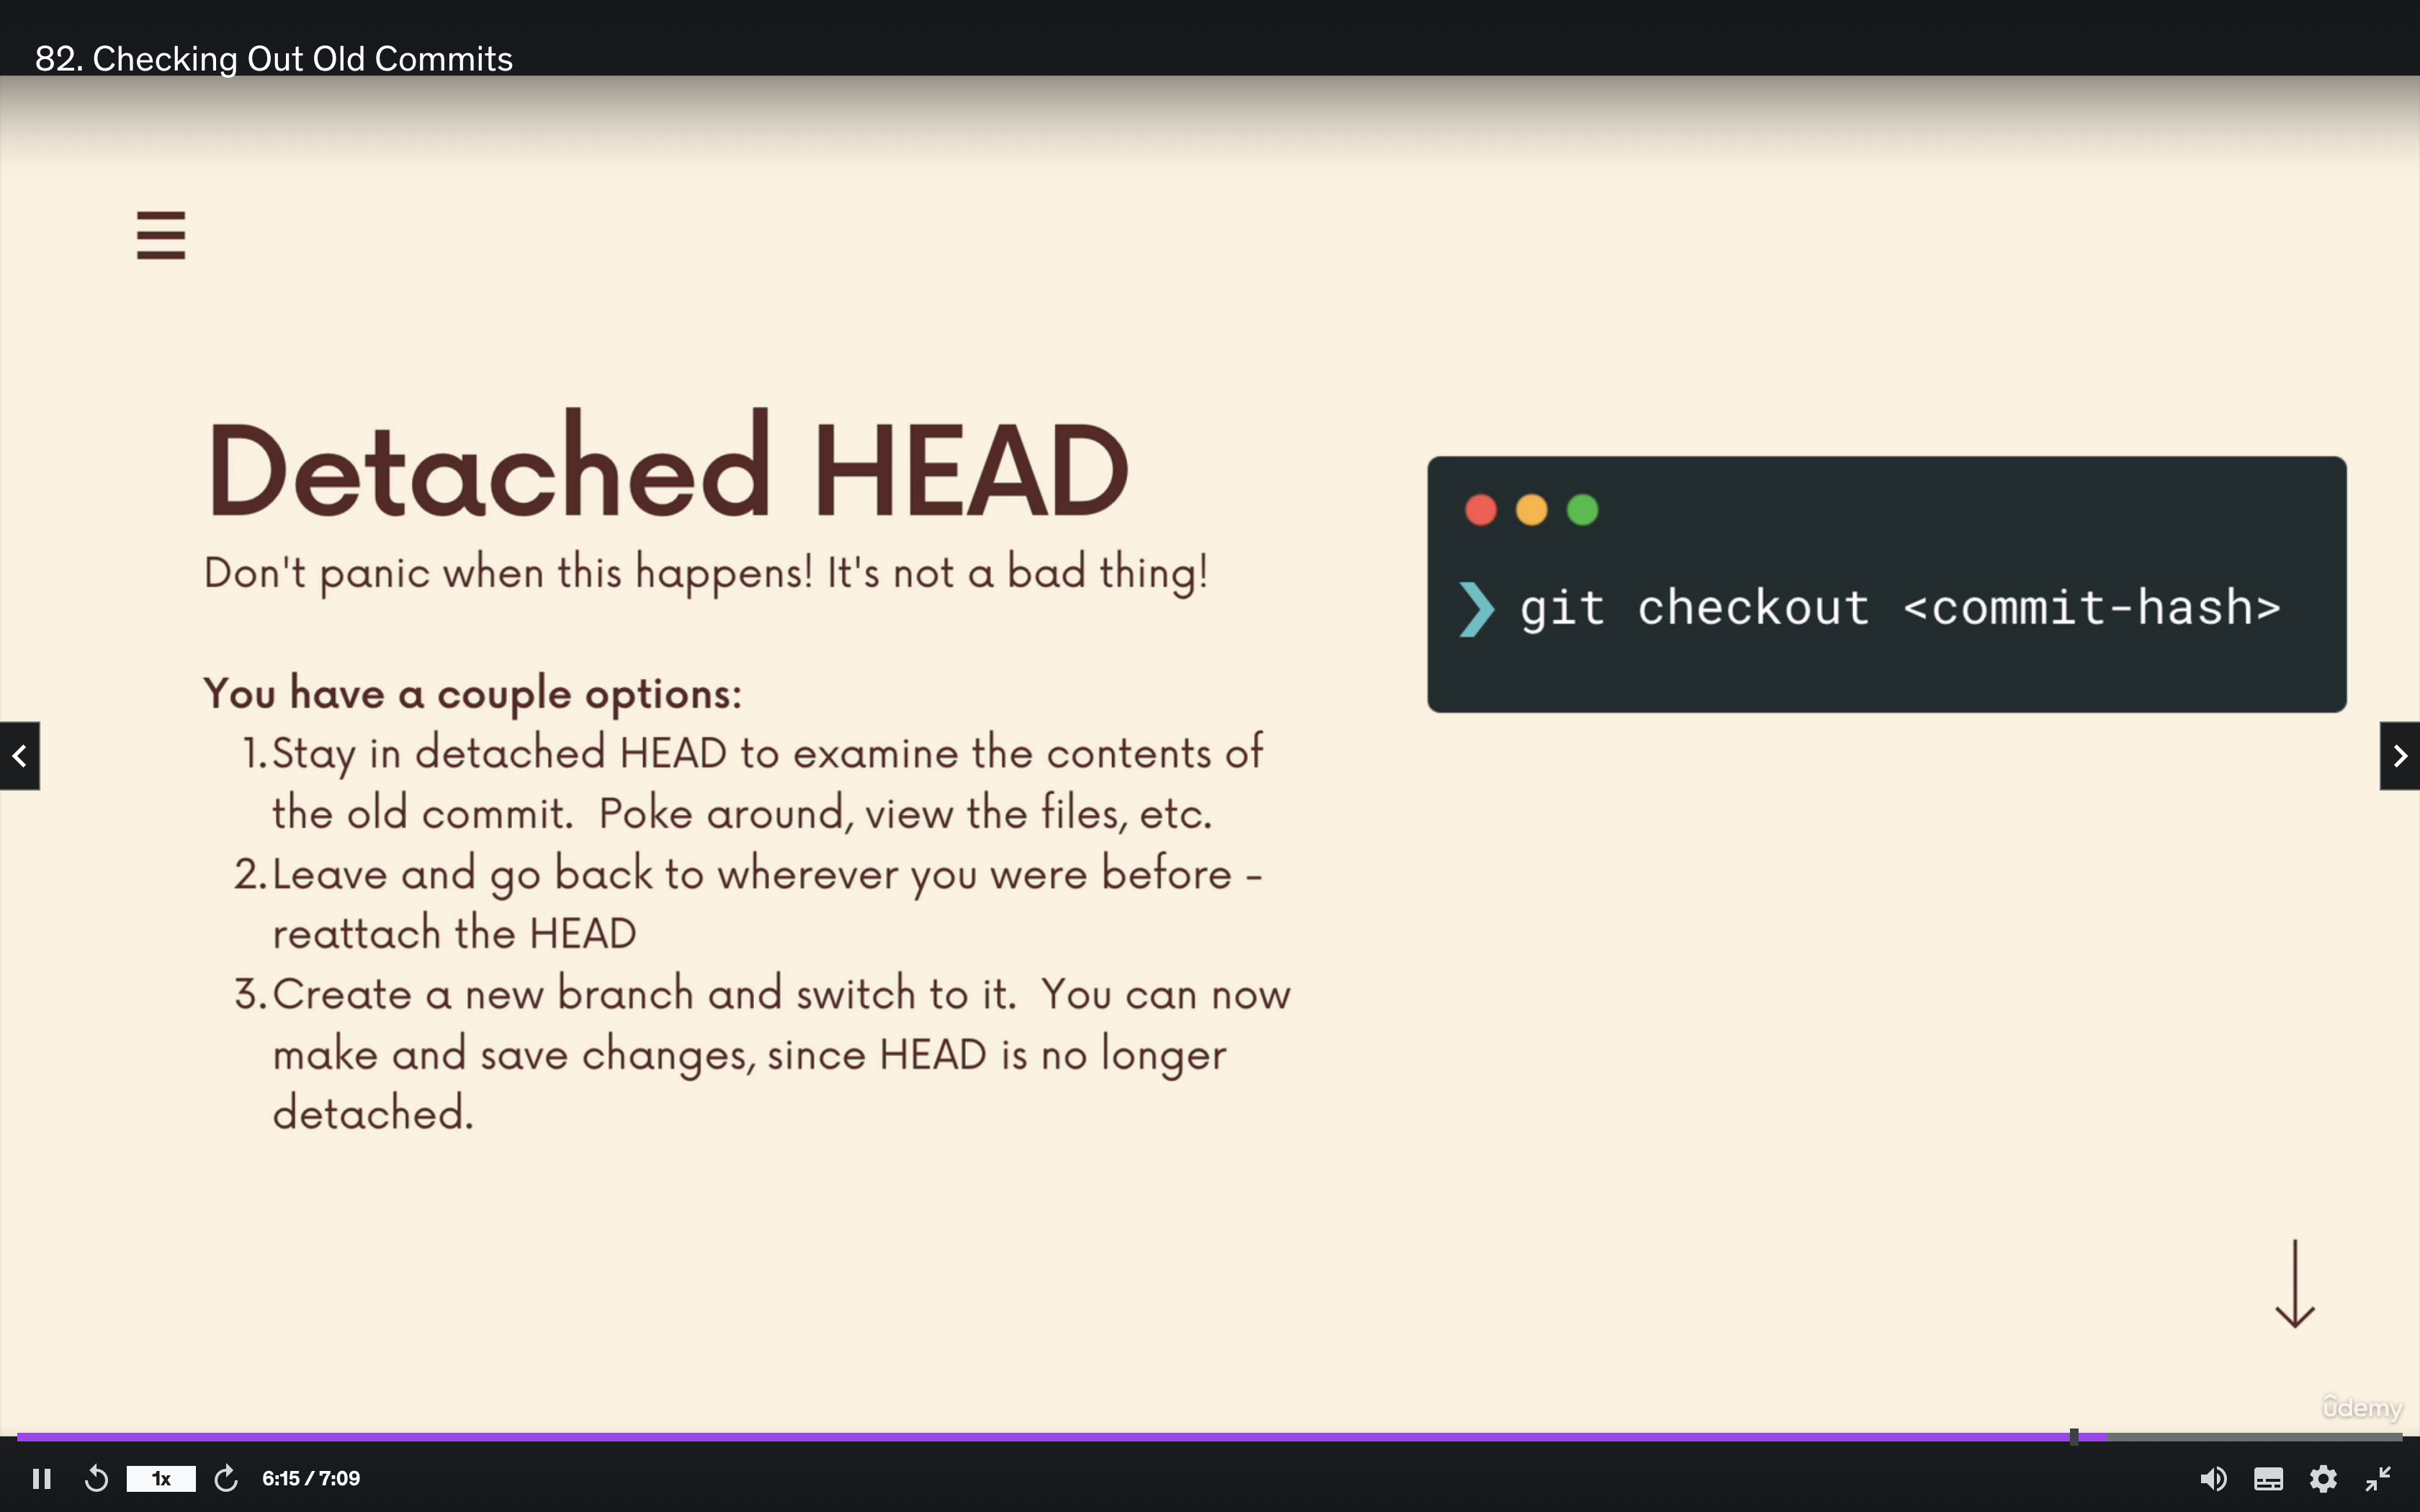 82. Checking Out Old Commits
Detached HEAD
Don't panic when this happens! It's not a bad thing!
❯ git checkout <commit-hash>
You have a couple options:
1. Stay in detached HEAD to examine the contents of
the old commit.  Poke around, view the files, etc.
2. Leave and go back to wherever you were before -
reattach the HEAD
3. Create a new branch and switch to it.  You can now
make and save changes, since HEAD is no longer
detached.
ûdemy
1x
6:15 / 7:09